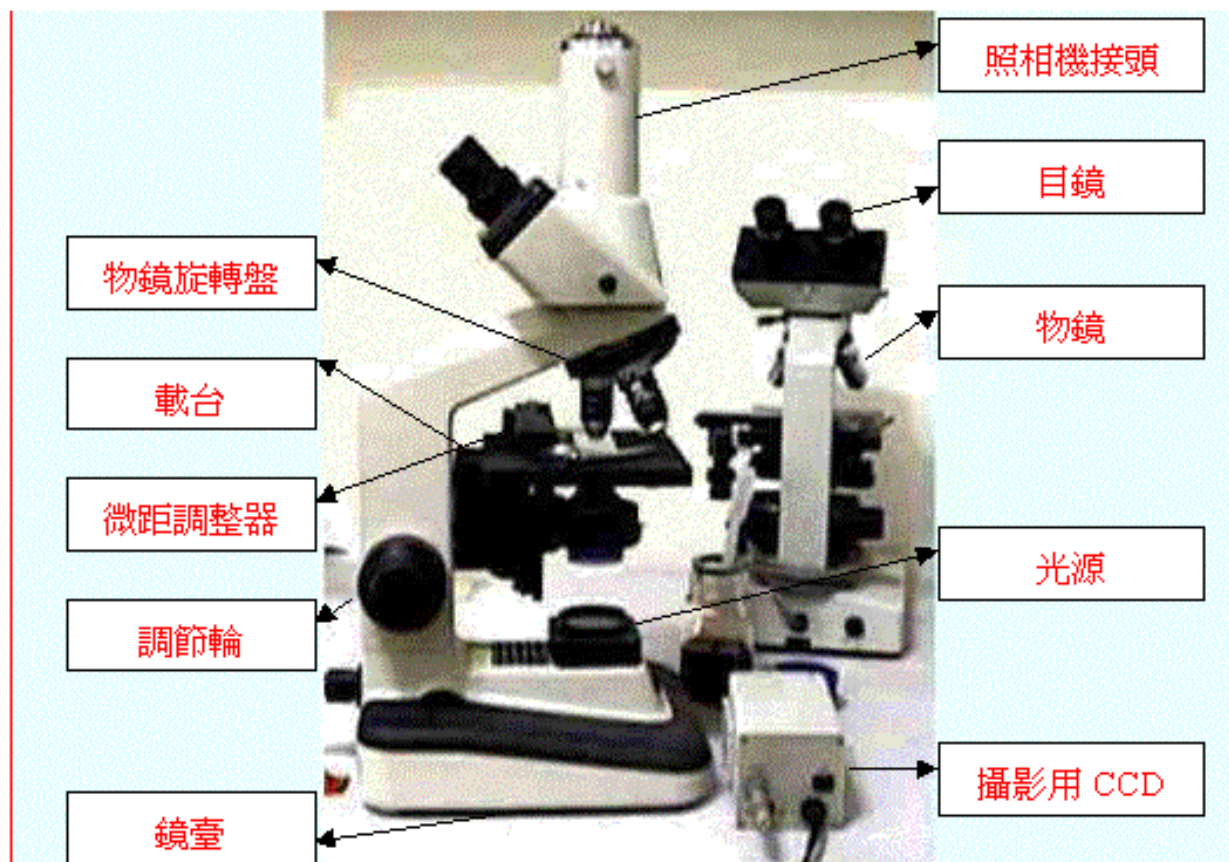 照相機接頭
目鏡
物鏡旋轉盤
物鏡
載台
微距調整器
光源
調節輪
攝影用 CCD
鏡臺